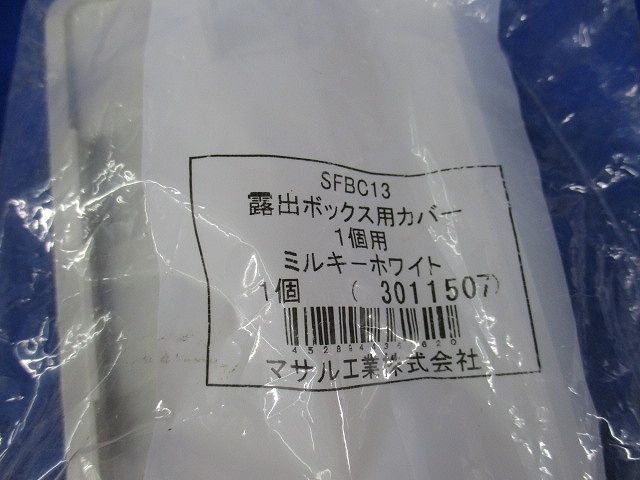 SFBC13
露出ボックス用カバー
1個用
ミルキーホワイト
1個 (3011507)
マサル工業株式会社